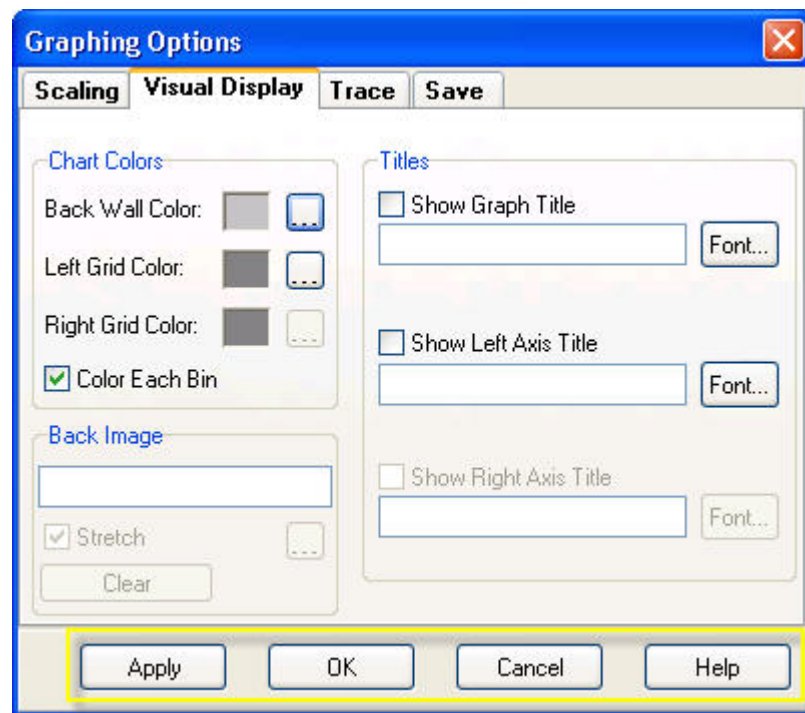 Graphing Options
Scaling Visual Display Trace Save
Chart Colors
Back Wall Color: ...
Left Grid Color: ...
Right Grid Color: ...
Color Each Bin
Back Image
Stretch ...
Clear
Titles
Show Graph Title
Font...
Show Left Axis Title
Font...
Show Right Axis Title
Font...
Apply OK Cancel Help